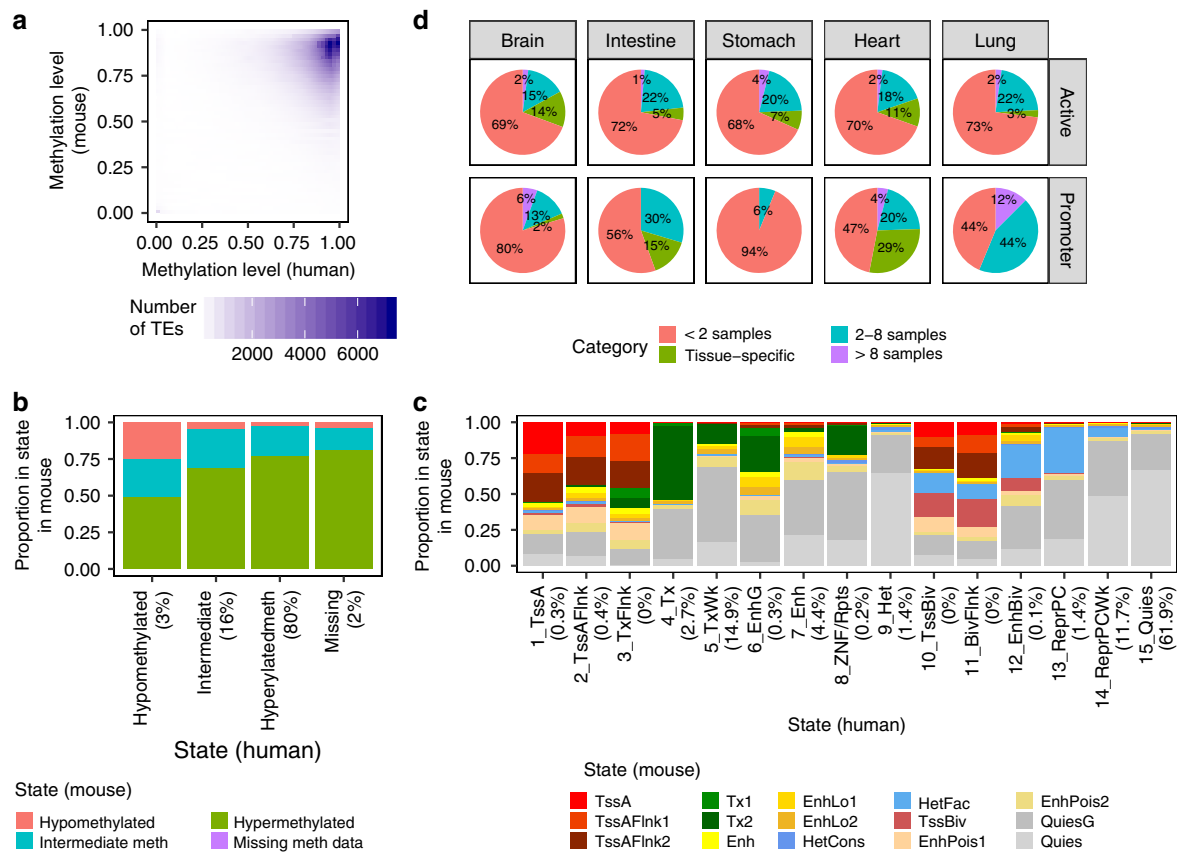 a
1.00
0.75
0.50
0.25
0.00
Methylation level
(mouse)
0.00 0.25 0.50 0.75 1.00
Methylation level (human)
Number
of TEs
2000 4000 6000
d
Brain Intestine Stomach Heart Lung
2% 15% 14% 69%
1% 22% 5% 72%
4% 20% 7% 68%
2% 18% 11% 70%
2% 22% 3% 73%
Active
6% 13% 2% 80%
30% 15% 56%
6% 94%
4% 20% 29% 47%
12% 44% 44%
Promoter
Category
< 2 samples
Tissue−specific
2−8 samples
> 8 samples
b
1.00
0.75
0.50
0.25
0.00
Proportion in state
in mouse
Hypomethylated
(3%)
Intermediate
(16%)
Hyperylatedmeth
(80%)
Missing
(2%)
State (human)
State (mouse)
Hypomethylated
Intermediate meth
Hypermethylated
Missing meth data
c
1.00
0.75
0.50
0.25
0.00
Proportion in state
in mouse
1_TssA
(0.3%)
2_TssAFlnk
(0.4%)
3_TxFlnk
(0%)
4_Tx
(2.7%)
5_TxWk
(14.9%)
6_EnhG
(0.3%)
7_Enh
(4.4%)
8_ZNF/Rpts
(0.2%)
9_Het
(1.4%)
10_TssBiv
(0%)
11_BivFlnk
(0%)
12_EnhBiv
(0.1%)
13_ReprPC
(1.4%)
14_ReprPCWk
(11.7%)
15_Quies
(61.9%)
State (human)
State (mouse)
TssA
TssAFlnk1
TssAFlnk2
Tx1
Tx2
Enh
EnhLo1
EnhLo2
HetCons
HetFac
TssBiv
EnhPois1
EnhPois2
QuiesG
Quies